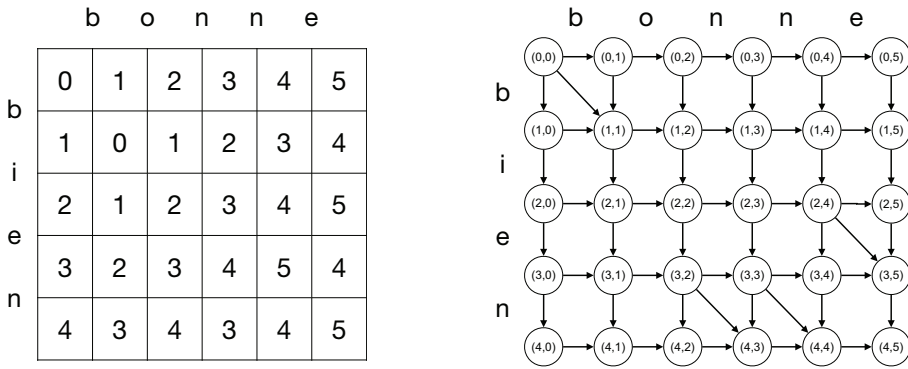 b o n n e
0 1 2 3 4 5
b
1 0 1 2 3 4
i
2 1 2 3 4 5
e
3 2 3 4 5 4
n
4 3 4 3 4 5
b o n n e
(0,0) (0,1) (0,2) (0,3) (0,4) (0,5)
b
(1,0) (1,1) (1,2) (1,3) (1,4) (1,5)
i
(2,0) (2,1) (2,2) (2,3) (2,4) (2,5)
e
(3,0) (3,1) (3,2) (3,3) (3,4) (3,5)
n
(4,0) (4,1) (4,2) (4,3) (4,4) (4,5)